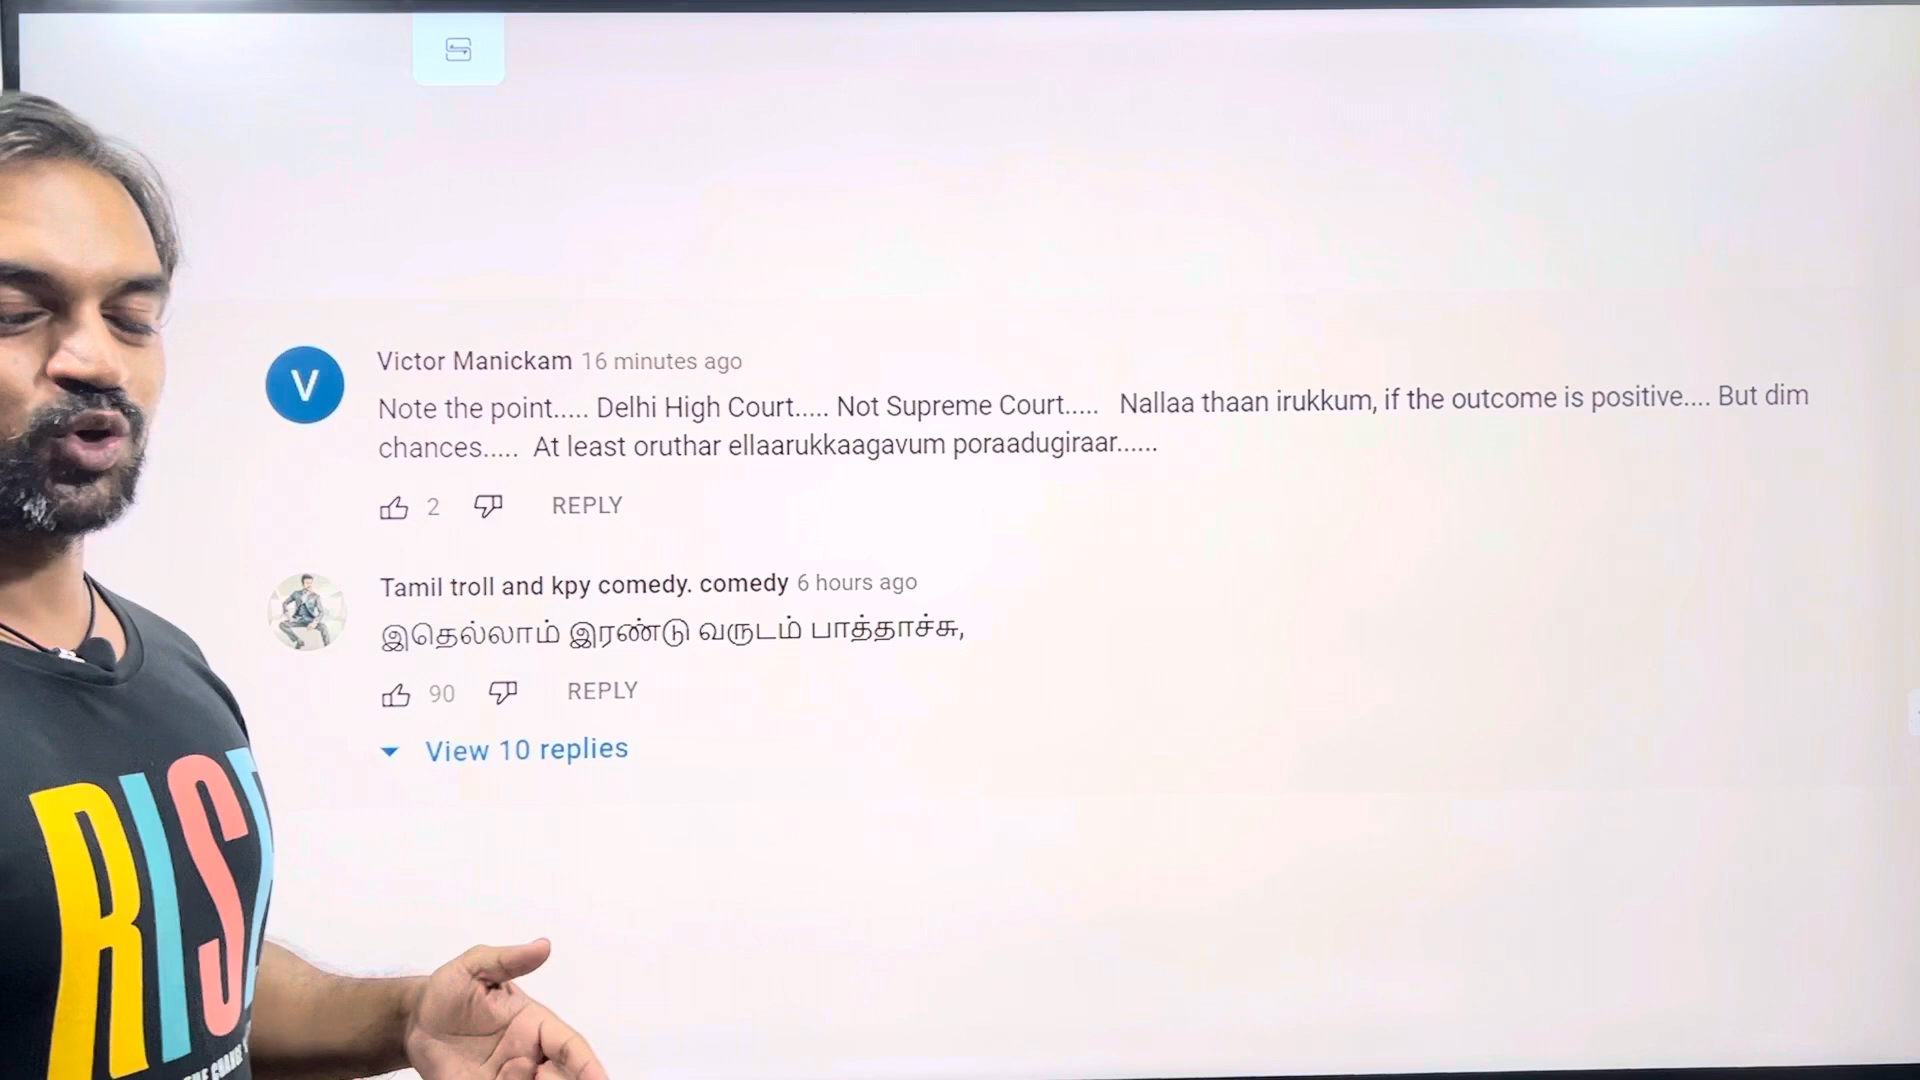 V
Victor Manickam 16 minutes ago
Note the point..... Delhi High Court..... Not Supreme Court..... Nallaa thaan irukkum, if the outcome is positive.... But dim
chances..... At least oruthar ellaarukkaagavum poraadugiraar......
2 REPLY
Tamil troll and kpy comedy. comedy 6 hours ago
இதெல்லாம் இரண்டு வருடம் பாத்தாச்சு,
90 REPLY
View 10 replies
RISE